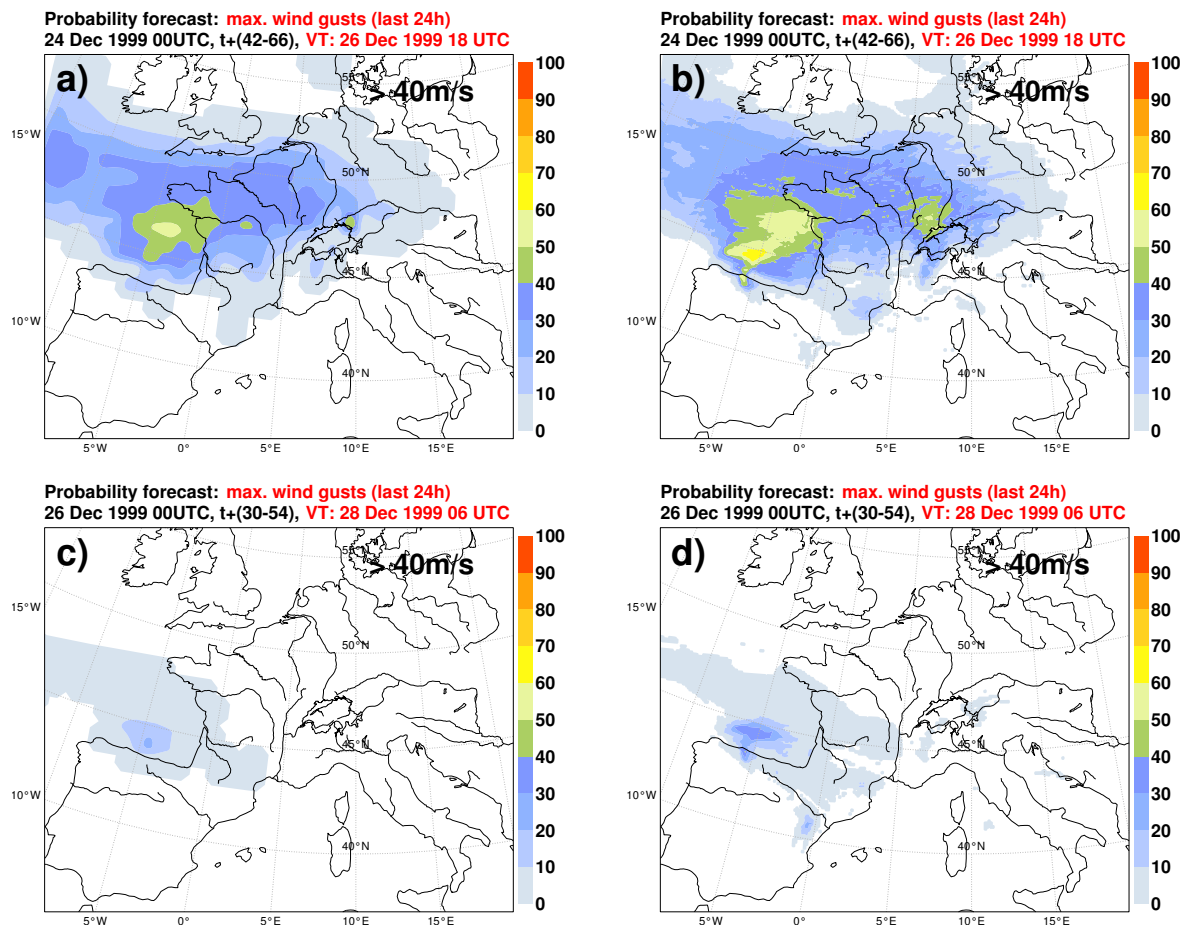 Probability forecast: max. wind gusts (last 24h)
24 Dec 1999 00UTC, t+(42-66), VT: 26 Dec 1999 18 UTC
a)
> 40m/s
55°N
50°N
45°N
40°N
15°W
10°W
5°W
0°
5°E
10°E
15°E
100
90
80
70
60
50
40
30
20
10
0
Probability forecast: max. wind gusts (last 24h)
24 Dec 1999 00UTC, t+(42-66), VT: 26 Dec 1999 18 UTC
b)
> 40m/s
55°N
50°N
45°N
40°N
15°W
10°W
5°W
0°
5°E
10°E
15°E
100
90
80
70
60
50
40
30
20
10
0
Probability forecast: max. wind gusts (last 24h)
26 Dec 1999 00UTC, t+(30-54), VT: 28 Dec 1999 06 UTC
c)
> 40m/s
55°N
50°N
45°N
40°N
15°W
10°W
5°W
0°
5°E
10°E
15°E
100
90
80
70
60
50
40
30
20
10
0
Probability forecast: max. wind gusts (last 24h)
26 Dec 1999 00UTC, t+(30-54), VT: 28 Dec 1999 06 UTC
d)
> 40m/s
55°N
50°N
45°N
40°N
15°W
10°W
5°W
0°
5°E
10°E
15°E
100
90
80
70
60
50
40
30
20
10
0